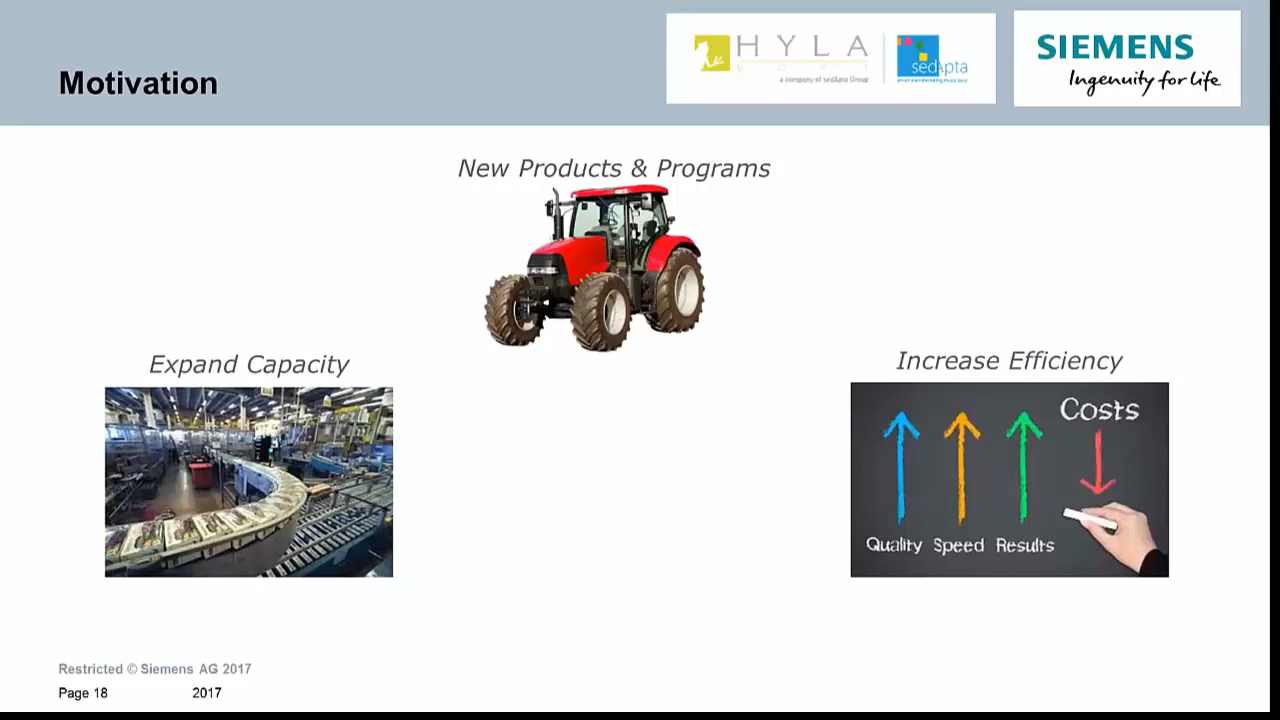 Motivation
HYLA
a company of sedApta Group
sedApta
SIEMENS
Ingenuity for life
New Products & Programs
Expand Capacity
Increase Efficiency
Costs
Quality Speed Results
Restricted © Siemens AG 2017
Page 18 2017